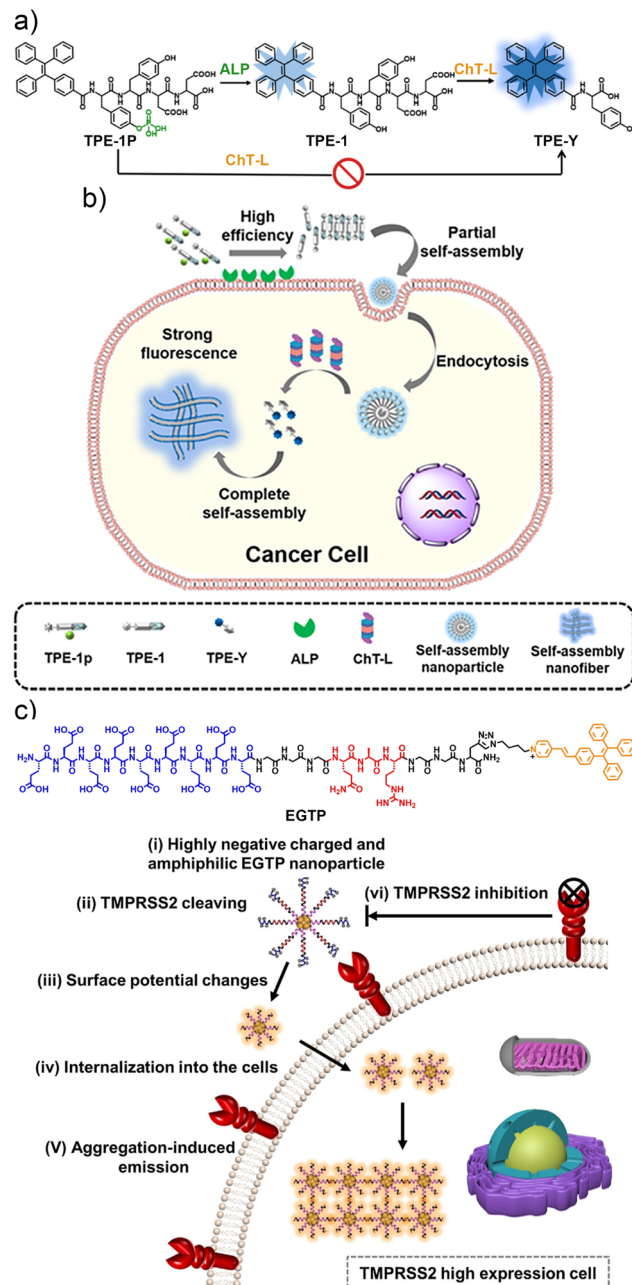 a)
ALP
ChT-L
TPE-1P
TPE-1
TPE-Y
ChT-L
b)
High
efficiency
Partial
self-assembly
Strong
fluorescence
Endocytosis
Complete
self-assembly
Cancer Cell
TPE-1p
TPE-1
TPE-Y
ALP
ChT-L
Self-assembly
nanoparticle
Self-assembly
nanofiber
c)
EGTP
(i) Highly negative charged and
amphiphilic EGTP nanoparticle
(ii) TMPRSS2 cleaving
(vi) TMPRSS2 inhibition
(iii) Surface potential changes
(iv) Internalization into the cells
(V) Aggregation-induced
emission
TMPRSS2 high expression cell